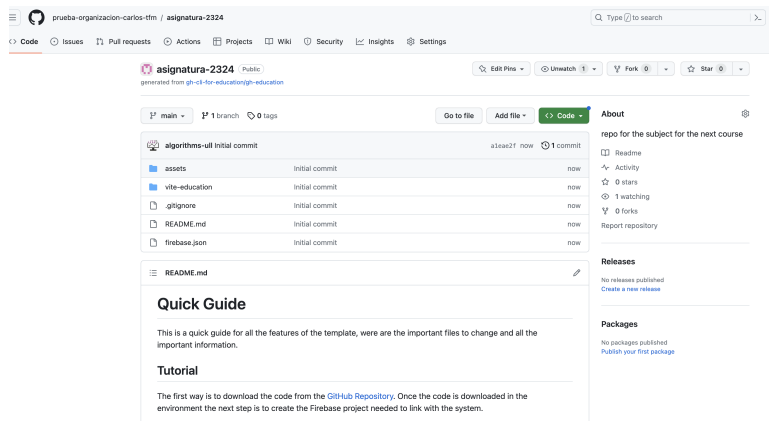 prueba-organizacion-carlos-tfm / asignatura-2324
Type / to search
Code Issues Pull requests Actions Projects Wiki Security Insights Settings
asignatura-2324 Public
Edit Pins Unwatch 1 Fork 0 Star 0
generated from gh-cli-for-education/gh-education
main 1 branch 0 tags Go to file Add file Code
About
repo for the subject for the next course
algorithms-ull Initial commit a1eae2f now 1 commit
Readme
assets Initial commit now
Activity
0 stars
vite-education Initial commit now
1 watching
.gitignore Initial commit now
0 forks
README.md Initial commit now
Report repository
firebase.json Initial commit now
Releases
README.md
No releases published
Create a new release
Quick Guide
Packages
This is a quick guide for all the features of the template, were are the important files to change and all the
important information.
No packages published
Publish your first package
Tutorial
The first way is to download the code from the GitHub Repository. Once the code is downloaded in the
environment the next step is to create the Firebase project needed to link with the system.